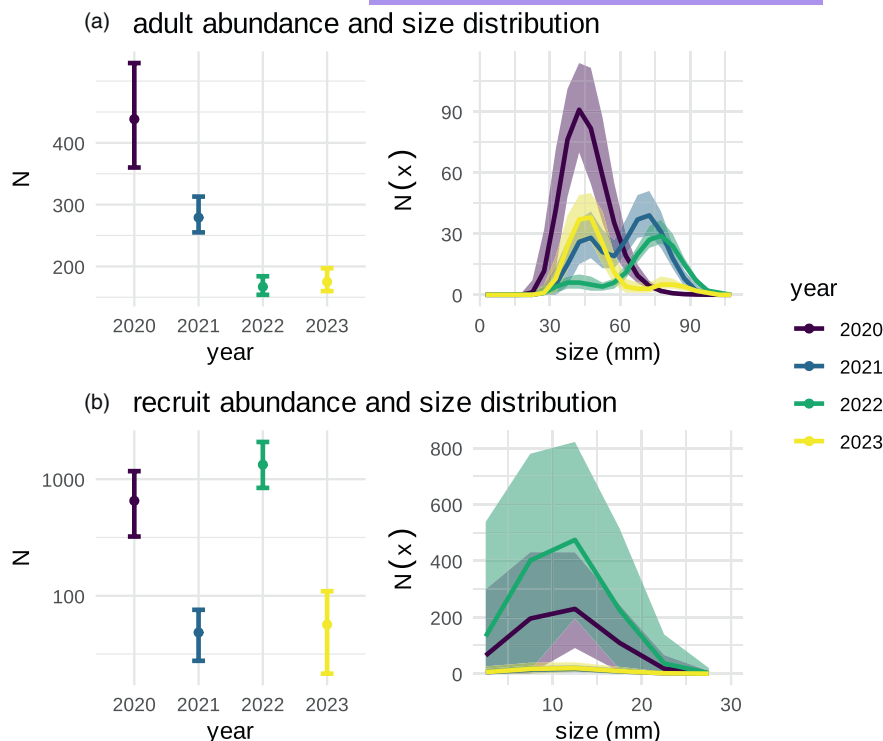 (a) adult abundance and size distribution
N
400
300
200
2020 2021 2022 2023
year
N(x)
90
60
30
0
0 30 60 90
size (mm)
year
2020
2021
2022
2023
(b) recruit abundance and size distribution
N
1000
100
2020 2021 2022 2023
year
N(x)
800
600
400
200
0
10 20 30
size (mm)